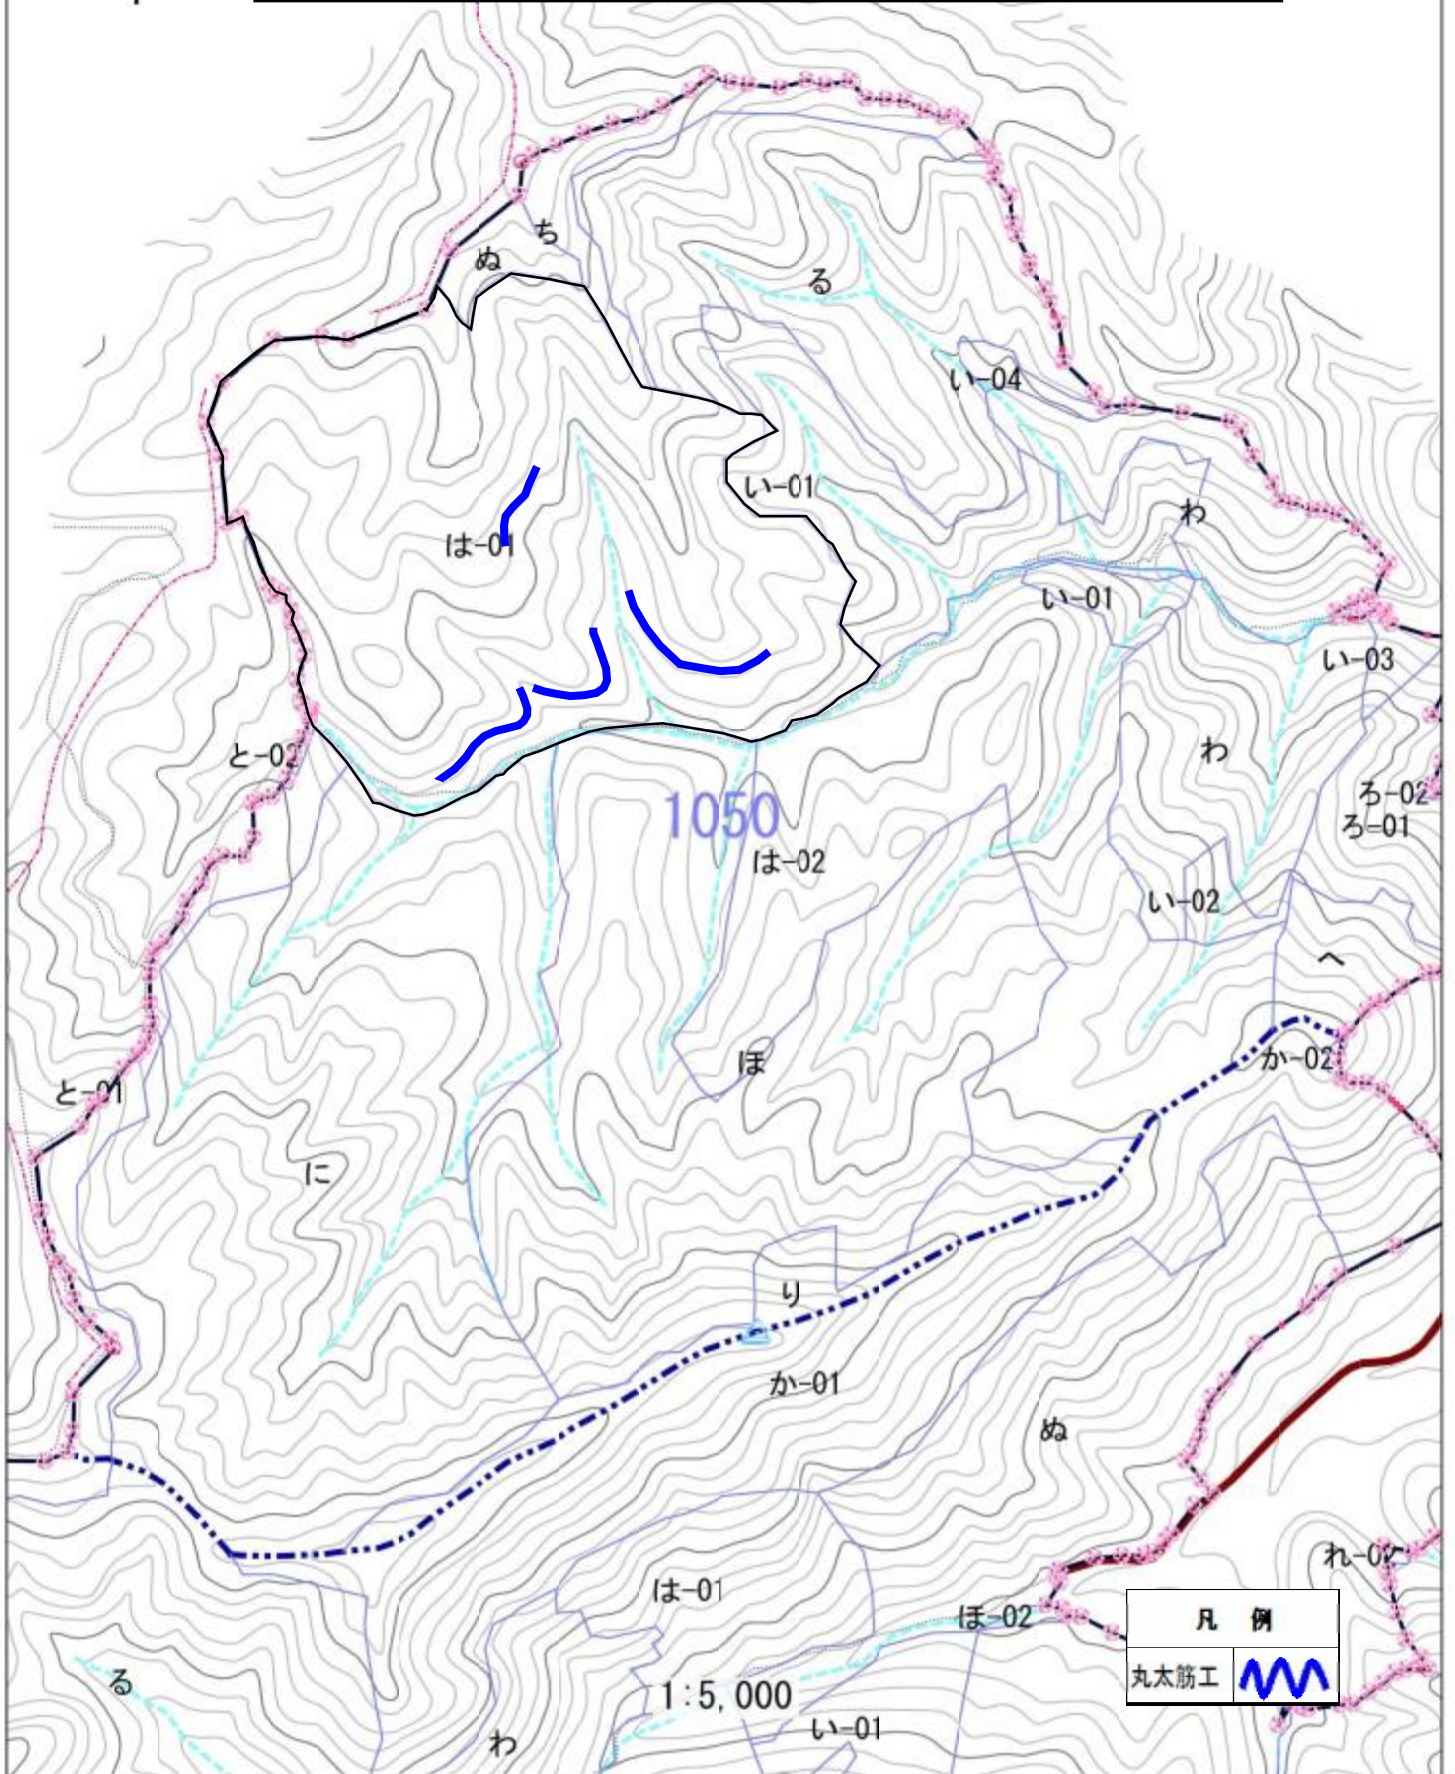 ち
ぬ
る
い-04
い-01
わ
は-01
い-01
い-03
と-02
わ
1050
ろ-02
ろ-01
は-02
い-02
へ
ほ
か-02
と-01
に
り
か-01
ぬ
は-01
ほ-02
凡 例
丸太筋工
る
1:5,000
い-01
わ